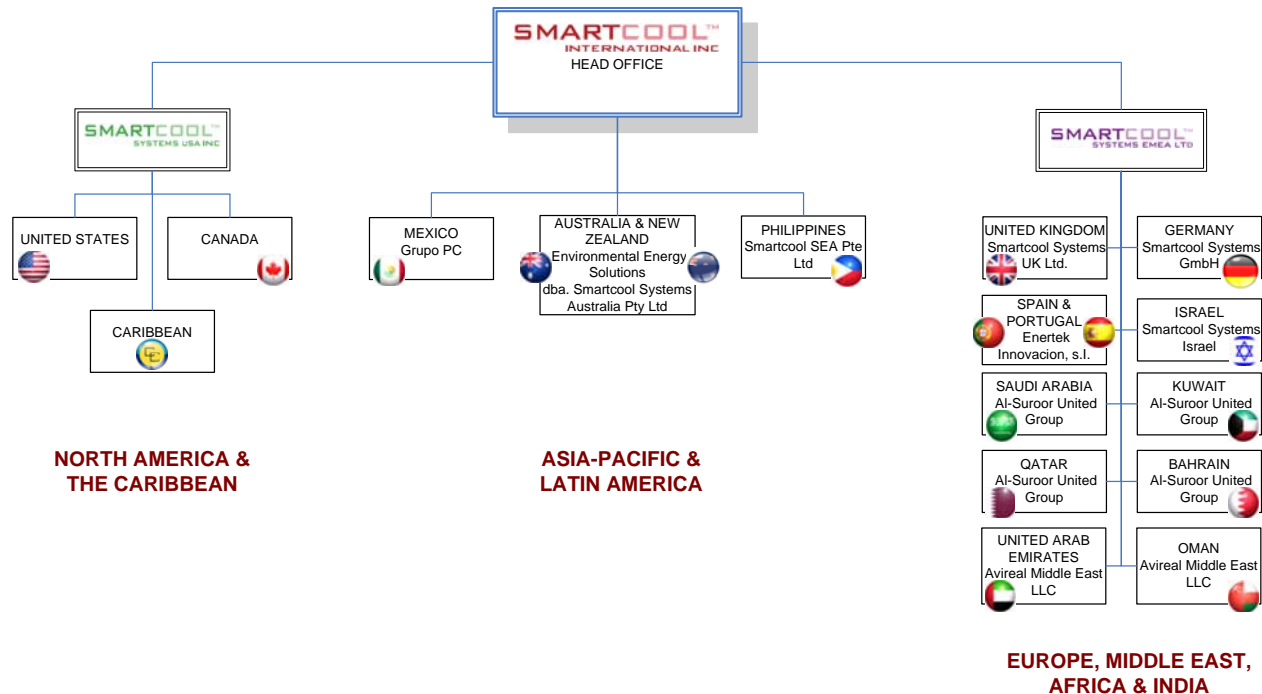 SMARTCOOL™
INTERNATIONAL INC
HEAD OFFICE
SMARTCOOL™
SYSTEMS USA INC
UNITED STATES
CANADA
CARIBBEAN
NORTH AMERICA &
THE CARIBBEAN
MEXICO
Grupo PC
AUSTRALIA & NEW
ZEALAND
Environmental Energy
Solutions
dba. Smartcool Systems
Australia Pty Ltd
PHILIPPINES
Smartcool SEA Pte
Ltd
ASIA-PACIFIC &
LATIN AMERICA
SMARTCOOL™
SYSTEMS EMEA LTD
UNITED KINGDOM
Smartcool Systems
UK Ltd.
GERMANY
Smartcool Systems
GmbH
SPAIN &
PORTUGAL
Enertek
Innovacion, s.l.
ISRAEL
Smartcool Systems
Israel
SAUDI ARABIA
Al-Suroor United
Group
KUWAIT
Al-Suroor United
Group
QATAR
Al-Suroor United
Group
BAHRAIN
Al-Suroor United
Group
UNITED ARAB
EMIRATES
Avireal Middle East
LLC
OMAN
Avireal Middle East
LLC
EUROPE, MIDDLE EAST,
AFRICA & INDIA